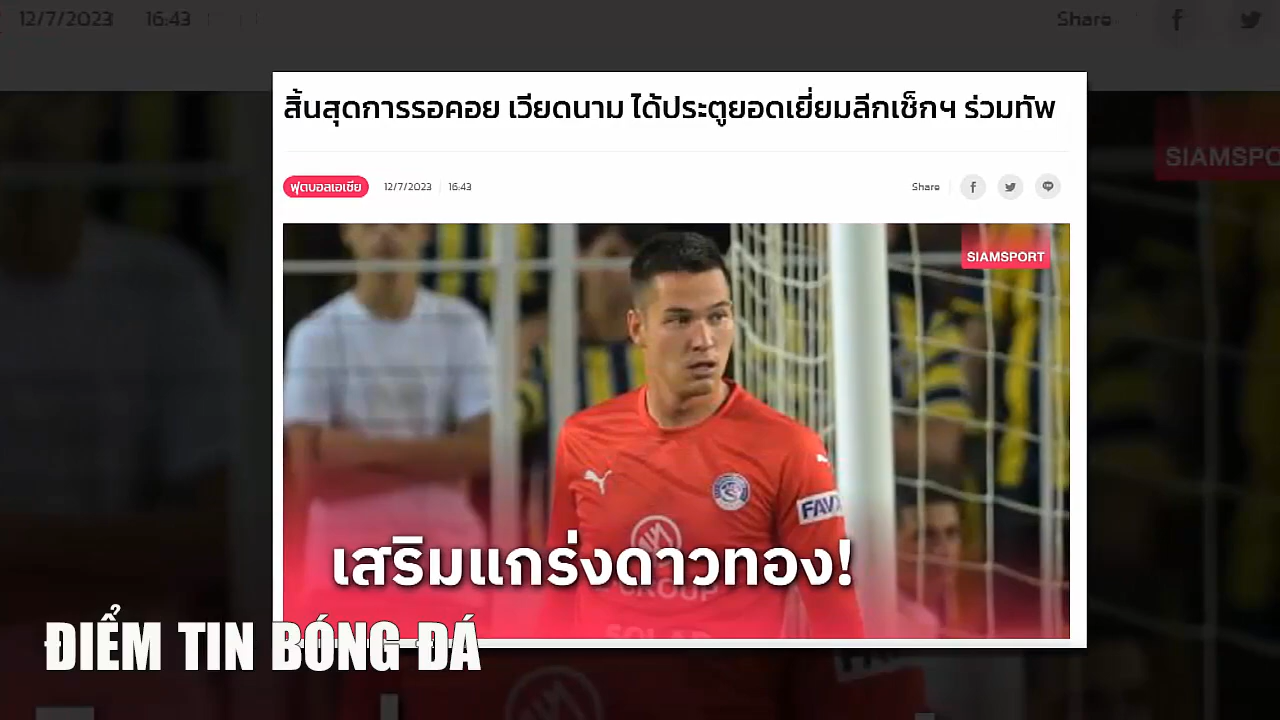 12/7/2023 16:43 Share
สิ้นสุดการรอคอย เวียดนาม ได้ประตูยอดเยี่ยมลีกเช็กฯ ร่วมทัพ
ฟุตบอลเอเชีย 12/7/2023 16:43 Share
SIAMSPORT
SIAMSPO
FAV
เสริมแกร่งดาวทอง!
GROUP
SOLAR
ĐIỂM TIN BÓNG ĐÁ